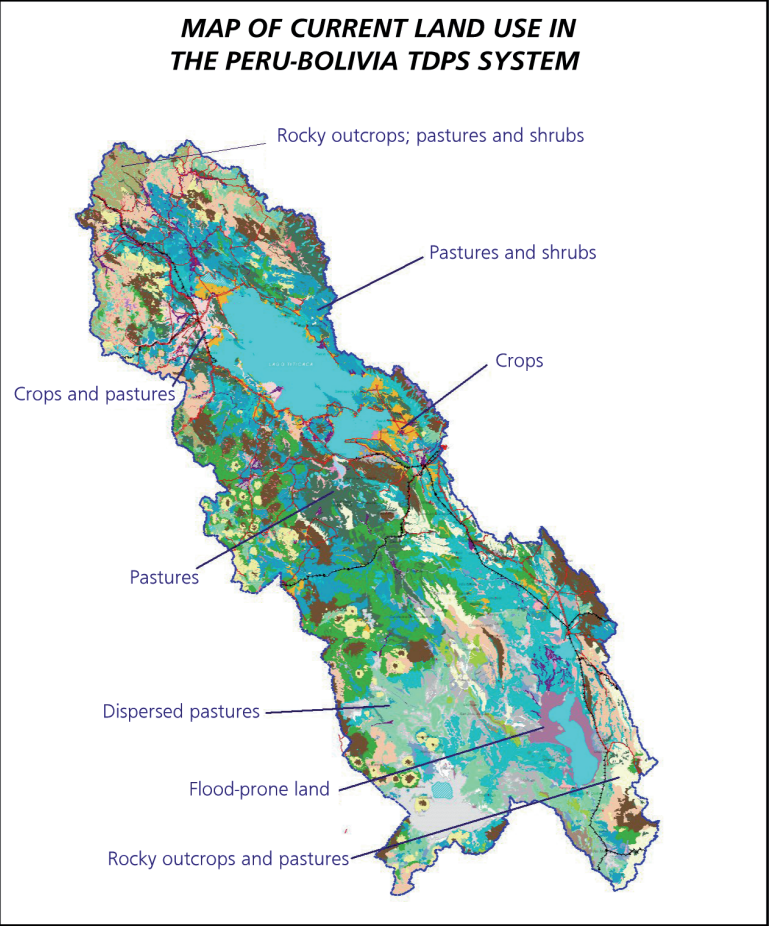 MAP OF CURRENT LAND USE IN
THE PERU-BOLIVIA TDPS SYSTEM
Rocky outcrops; pastures and shrubs
Pastures and shrubs
Crops
Crops and pastures
Pastures
Dispersed pastures
Flood-prone land
Rocky outcrops and pastures